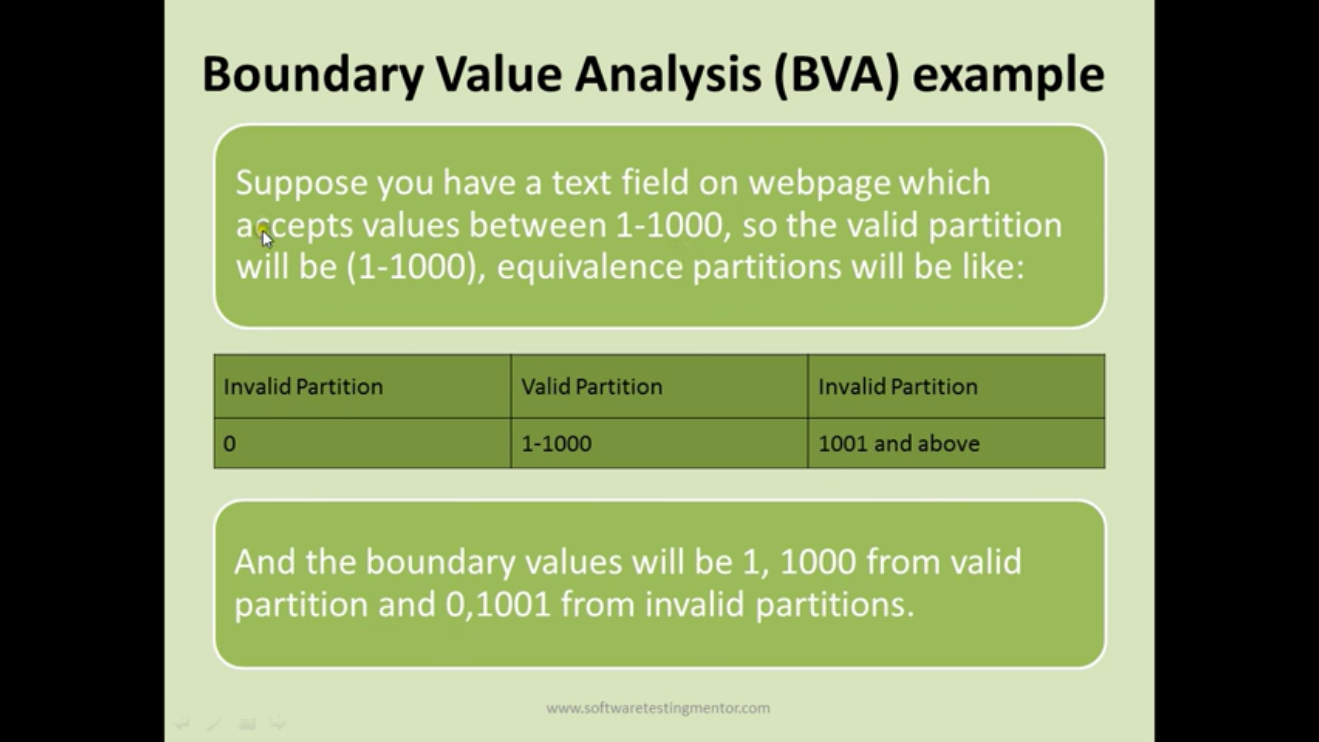 Boundary Value Analysis (BVA) example
Suppose you have a text field on webpage which
accepts values between 1-1000, so the valid partition
will be (1-1000), equivalence partitions will be like:
Invalid Partition Valid Partition Invalid Partition
0 1-1000 1001 and above
And the boundary values will be 1, 1000 from valid
partition and 0,1001 from invalid partitions.
www.softwaretestingmentor.com